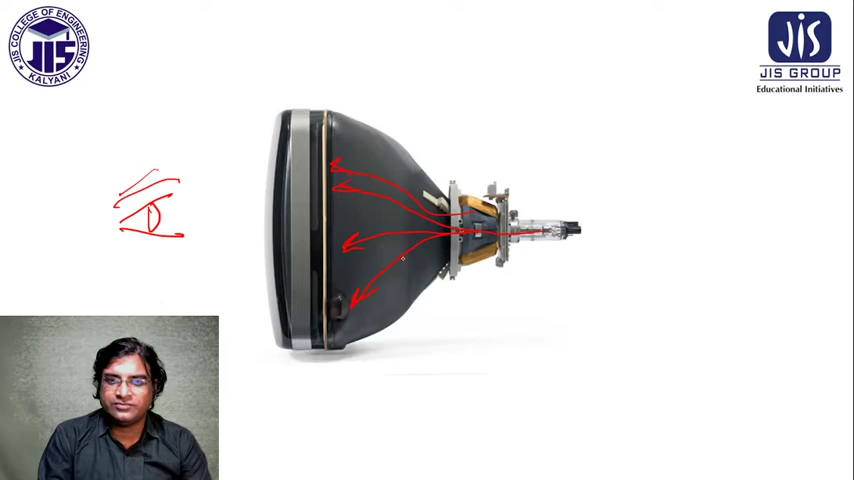 JIS COLLEGE OF ENGINEERING
JIS
KALYANI
JIS
JIS GROUP
Educational Initiatives